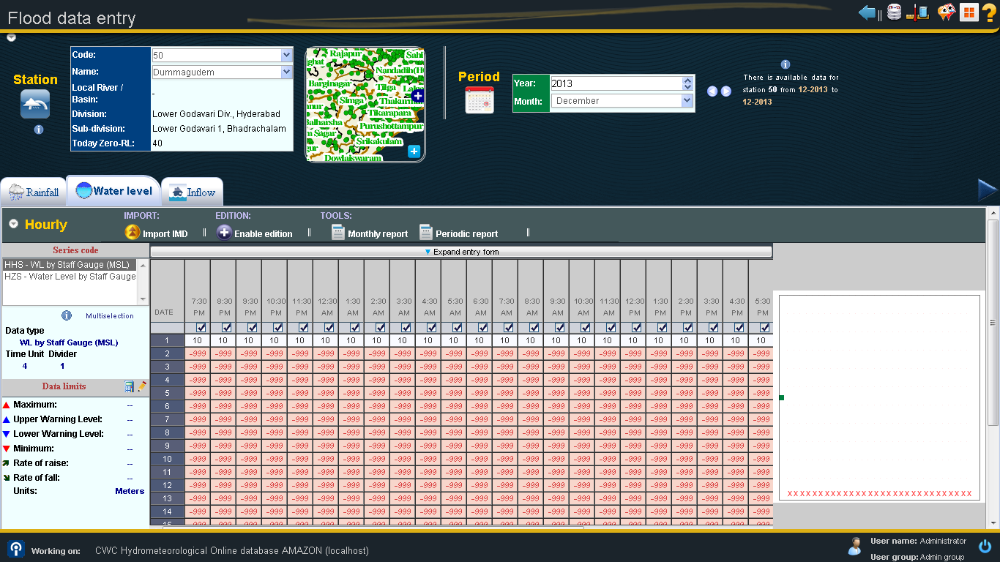 Flood data entry
Station
Code: 50
Name: Dummagudem
Local River / Basin: -
Division: Lower Godavari Div., Hyderabad
Sub-division: Lower Godavari 1, Bhadrachalam
Today Zero-RL: 40
Rajapur
Nandadih(H
Barginagar
Tilga
Simga
Thakurm
Tikarapara
Balharsha
Purushottampur
m Sagar
Srikakulam
gur
Dowlaiswaram
Period
Year: 2013
Month: December
There is available data for
station 50 from 12-2013 to
12-2013
Rainfall
Water level
Inflow
Hourly
IMPORT:
Import IMD
EDITION:
Enable edition
TOOLS:
Monthly report
Periodic report
Series code
HHS - WL by Staff Gauge (MSL)
HZS - Water Level by Staff Gauge
Multiselection
Data type
WL by Staff Gauge (MSL)
Time Unit Divider
4 1
Data limits
Maximum: --
Upper Warning Level: --
Lower Warning Level: --
Minimum: --
Rate of raise: --
Rate of fall: --
Units: Meters
Expand entry form
DATE 7:30 PM 8:30 PM 9:30 PM 10:30 PM 11:30 PM 12:30 AM 1:30 AM 2:30 AM 3:30 AM 4:30 AM 5:30 AM 6:30 AM 7:30 AM 8:30 AM 9:30 AM 10:30 AM 11:30 AM 12:30 PM 1:30 PM 2:30 PM 3:30 PM 4:30 PM 5:30 PM
1 10 10 10 10 10 10 10 10 10 10 10 10 10 10 10 10 10 10 10 10 10 10 10
2 -999 -999 -999 -999 -999 -999 -999 -999 -999 -999 -999 -999 -999 -999 -999 -999 -999 -999 -999 -999 -999 -999 -999
3 -999 -999 -999 -999 -999 -999 -999 -999 -999 -999 -999 -999 -999 -999 -999 -999 -999 -999 -999 -999 -999 -999 -999
4 -999 -999 -999 -999 -999 -999 -999 -999 -999 -999 -999 -999 -999 -999 -999 -999 -999 -999 -999 -999 -999 -999 -999
5 -999 -999 -999 -999 -999 -999 -999 -999 -999 -999 -999 -999 -999 -999 -999 -999 -999 -999 -999 -999 -999 -999 -999
6 -999 -999 -999 -999 -999 -999 -999 -999 -999 -999 -999 -999 -999 -999 -999 -999 -999 -999 -999 -999 -999 -999 -999
7 -999 -999 -999 -999 -999 -999 -999 -999 -999 -999 -999 -999 -999 -999 -999 -999 -999 -999 -999 -999 -999 -999 -999
8 -999 -999 -999 -999 -999 -999 -999 -999 -999 -999 -999 -999 -999 -999 -999 -999 -999 -999 -999 -999 -999 -999 -999
9 -999 -999 -999 -999 -999 -999 -999 -999 -999 -999 -999 -999 -999 -999 -999 -999 -999 -999 -999 -999 -999 -999 -999
10 -999 -999 -999 -999 -999 -999 -999 -999 -999 -999 -999 -999 -999 -999 -999 -999 -999 -999 -999 -999 -999 -999 -999
11 -999 -999 -999 -999 -999 -999 -999 -999 -999 -999 -999 -999 -999 -999 -999 -999 -999 -999 -999 -999 -999 -999 -999
12 -999 -999 -999 -999 -999 -999 -999 -999 -999 -999 -999 -999 -999 -999 -999 -999 -999 -999 -999 -999 -999 -999 -999
13 -999 -999 -999 -999 -999 -999 -999 -999 -999 -999 -999 -999 -999 -999 -999 -999 -999 -999 -999 -999 -999 -999 -999
14 -999 -999 -999 -999 -999 -999 -999 -999 -999 -999 -999 -999 -999 -999 -999 -999 -999 -999 -999 -999 -999 -999 -999
Working on: CWC Hydrometeorological Online database AMAZON (localhost)
User name: Administrator
User group: Admin group